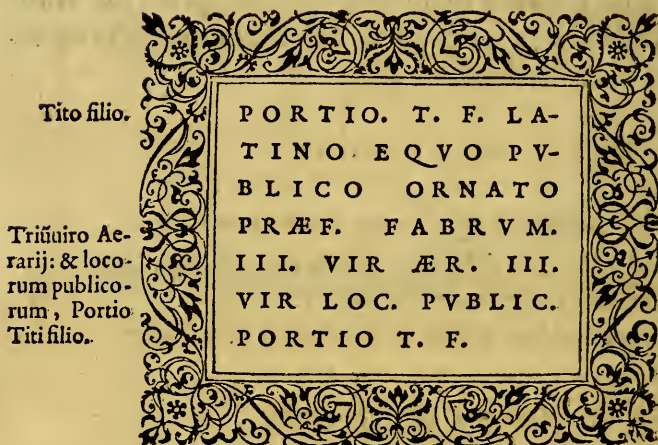 Tito filio.
Triũuiro Ae-
rarij: & loco-
rum publico-
rum, Portio
Titi filio.
PORTIO. T. F. LA-
TINO EQVO PV-
BLICO ORNATO
PRÆF. FABRVM.
III. VIR ÆR. III.
VIR LOC. PVBLIC.
PORTIO T. F.